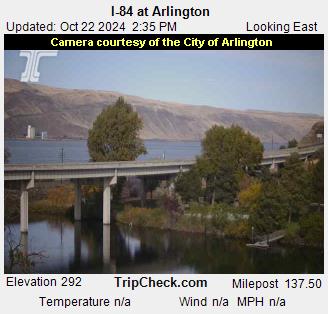 I-84 at Arlington
Updated: Oct 22 2024 2:35 PM Looking East
Camera courtesy of the City of Arlington
Elevation 292 TripCheck.com Milepost 137.50
Temperature n/a Wind n/a MPH n/a